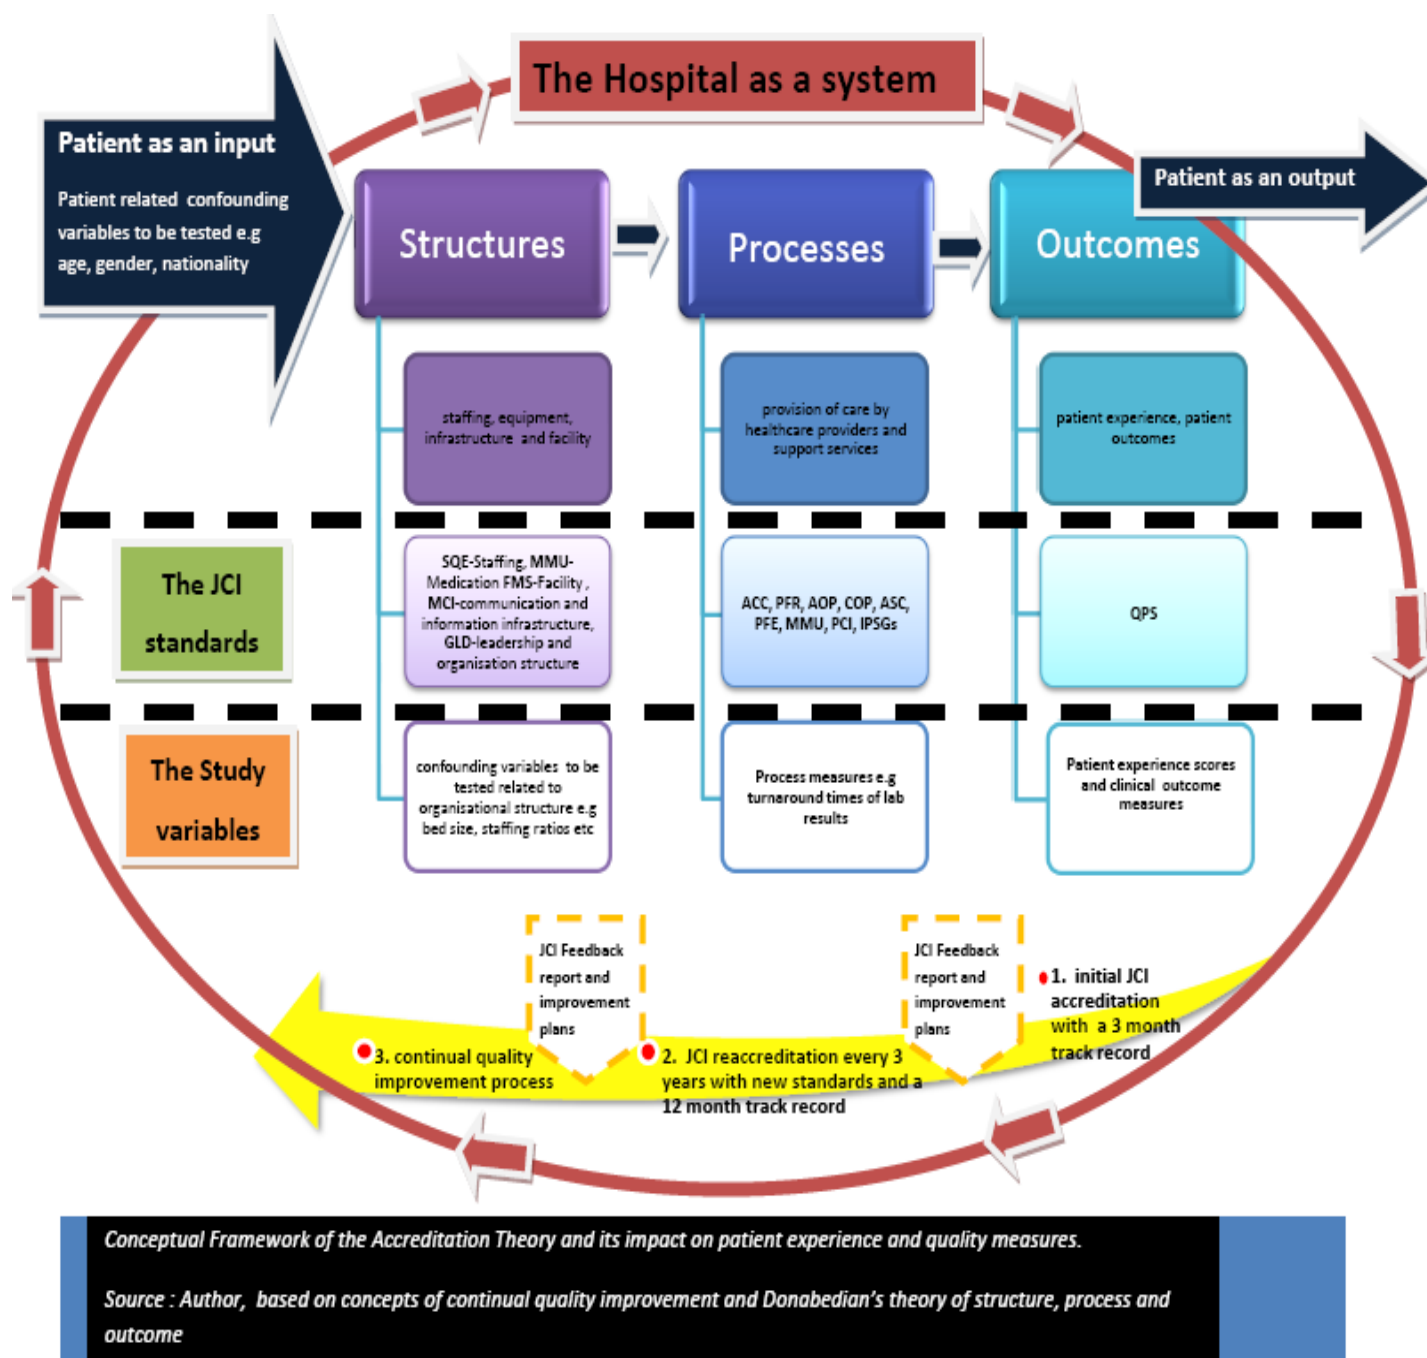 The Hospital as a system
Patient as an input
Patient related confounding
variables to be tested e.g
age, gender, nationality
Patient as an output
Structures
Processes
Outcomes
staffing, equipment,
infrastructure and facility
provision of care by
healthcare providers and
support services
patient experience, patient
outcomes
The JCI
standards
SQE-Staffing, MMU-
Medication FMS-Facility ,
MCI-communication and
information infrastructure,
GLD-leadership and
organisation structure
ACC, PFR, AOP, COP, ASC,
PFE, MMU, PCI, IPSGs
QPS
The Study
variables
confounding variables to be
tested related to
organisational structure e.g
bed size, staffing ratios etc
Process measures e.g
turnaround times of lab
results
Patient experience scores
and clinical outcome
measures
JCI Feedback
report and
improvement
plans
JCI Feedback
report and
improvement
plans
1. initial JCI
accreditation
with a 3 month
track record
2. JCI reaccreditation every 3
years with new standards and a
12 month track record
3. continual quality
improvement process
Conceptual Framework of the Accreditation Theory and its impact on patient experience and quality measures.
Source : Author, based on concepts of continual quality improvement and Donabedian's theory of structure, process and
outcome